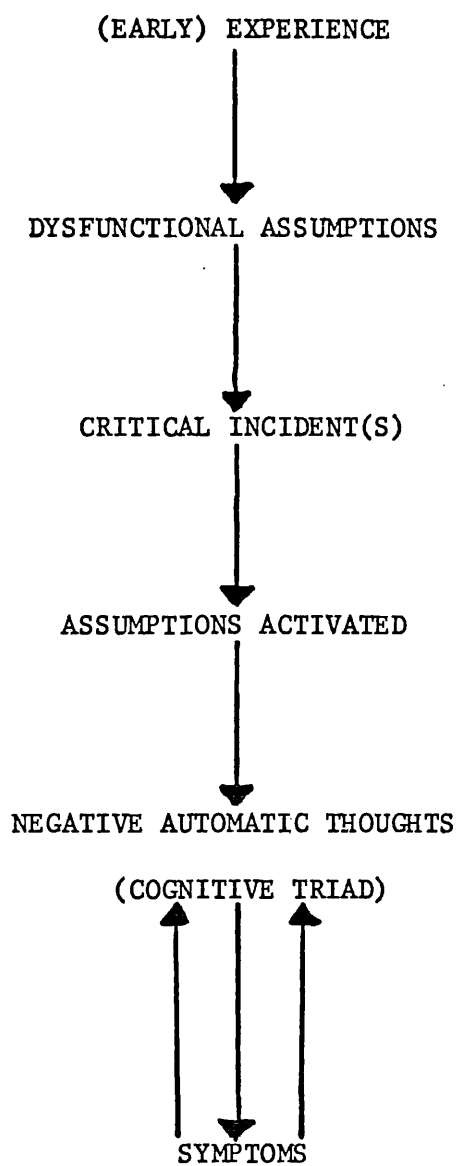 (EARLY) EXPERIENCE
DYSFUNCTIONAL ASSUMPTIONS
CRITICAL INCIDENT(S)
ASSUMPTIONS ACTIVATED
NEGATIVE AUTOMATIC THOUGHTS
(COGNITIVE TRIAD)
SYMPTOMS